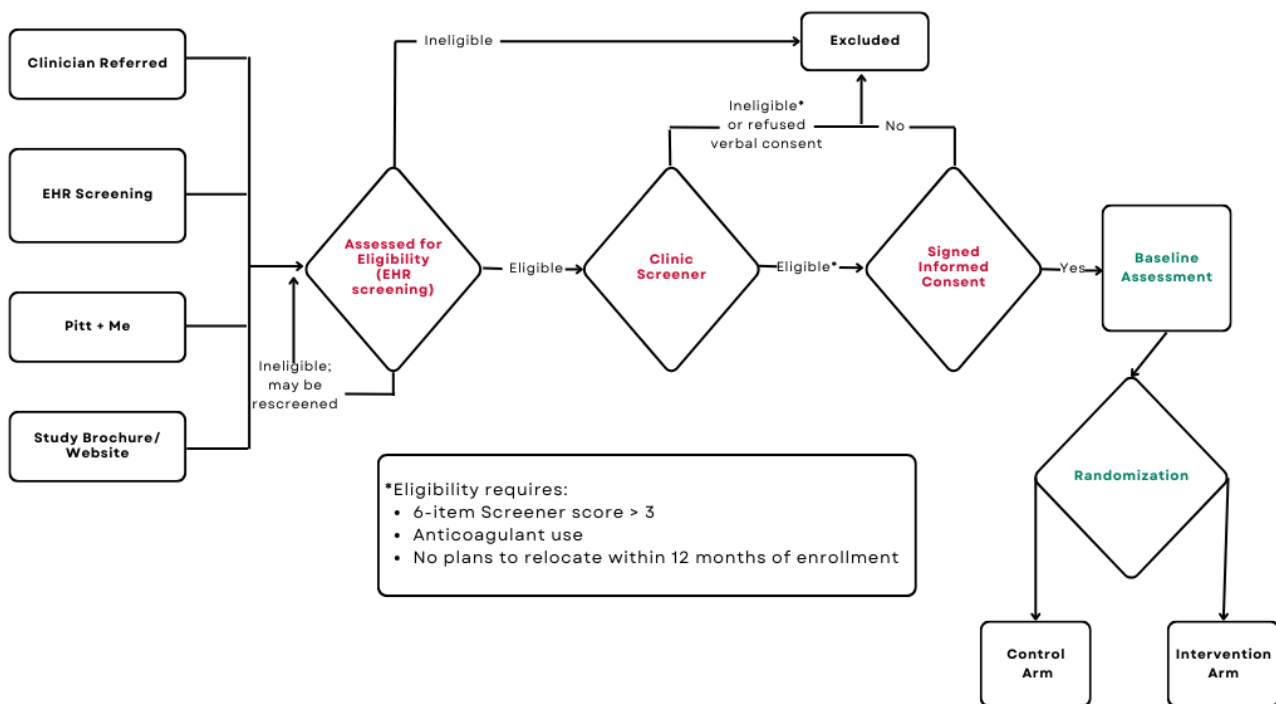 Clinician Referred
EHR Screening
Pitt + Me
Study Brochure/
Website
Ineligible
Excluded
Assessed for
Eligibility
(EHR
screening)
Ineligible;
may be
rescreened
Eligible
Clinic
Screener
Ineligible*
or refused
verbal consent
No
Eligible*
Signed
Informed
Consent
Yes
Baseline
Assessment
Randomization
Control
Arm
Intervention
Arm
*Eligibility requires:
• 6-item Screener score > 3
• Anticoagulant use
• No plans to relocate within 12 months of enrollment